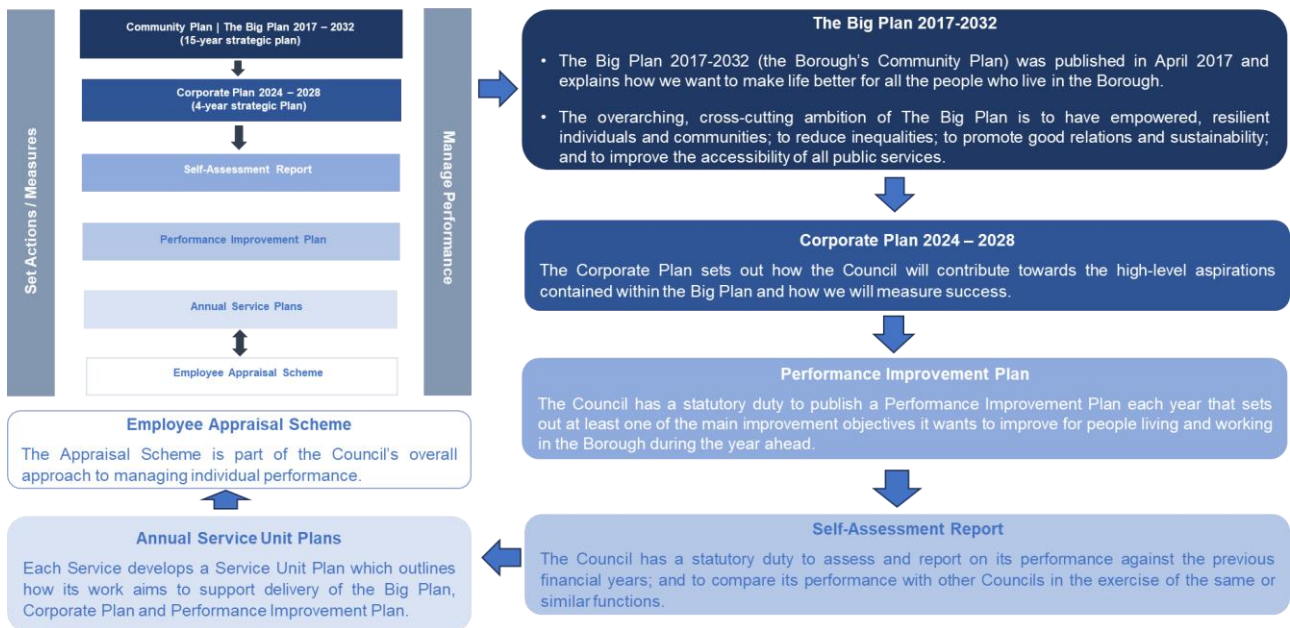 Community Plan | The Big Plan 2017 – 2032
(15-year strategic plan)
Corporate Plan 2024 – 2028
(4-year strategic Plan)
Self-Assessment Report
Performance Improvement Plan
Annual Service Plans
Employee Appraisal Scheme
Set Actions / Measures
Manage Performance
The Big Plan 2017-2032
• The Big Plan 2017-2032 (the Borough's Community Plan) was published in April 2017 and
explains how we want to make life better for all the people who live in the Borough.
• The overarching, cross-cutting ambition of The Big Plan is to have empowered, resilient
individuals and communities; to reduce inequalities; to promote good relations and sustainability;
and to improve the accessibility of all public services.
Corporate Plan 2024 – 2028
The Corporate Plan sets out how the Council will contribute towards the high-level aspirations
contained within the Big Plan and how we will measure success.
Performance Improvement Plan
The Council has a statutory duty to publish a Performance Improvement Plan each year that sets
out at least one of the main improvement objectives it wants to improve for people living and working
in the Borough during the year ahead.
Self-Assessment Report
The Council has a statutory duty to assess and report on its performance against the previous
financial years; and to compare its performance with other Councils in the exercise of the same or
similar functions.
Annual Service Unit Plans
Each Service develops a Service Unit Plan which outlines
how its work aims to support delivery of the Big Plan,
Corporate Plan and Performance Improvement Plan.
Employee Appraisal Scheme
The Appraisal Scheme is part of the Council's overall
approach to managing individual performance.